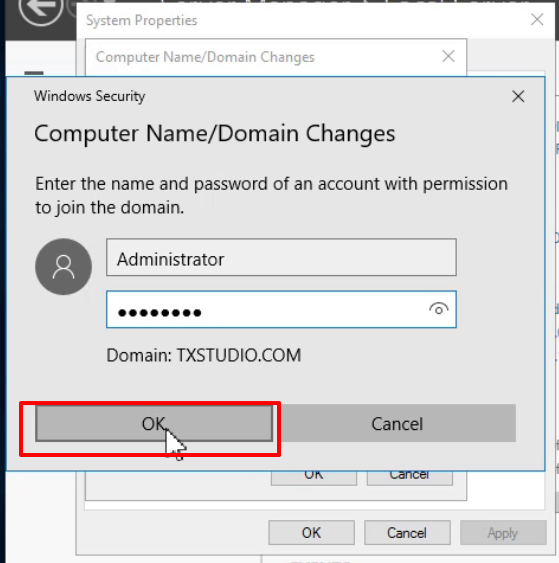 System Properties
Computer Name/Domain Changes
Windows Security
Computer Name/Domain Changes
Enter the name and password of an account with permission
to join the domain.
Administrator
●●●●●●●●
Domain: TXSTUDIO.COM
OK
Cancel
OK
Cancel
OK
Cancel
Apply